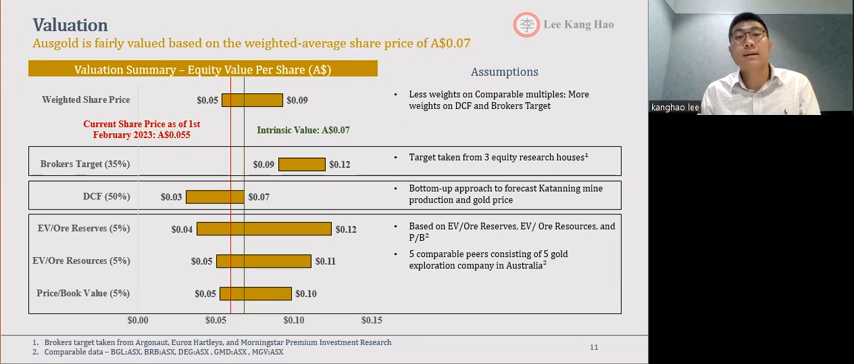 Valuation
李 Lee Kang Hao
Ausgold is fairly valued based on the weighted-average share price of A$0.07
Valuation Summary – Equity Value Per Share (A$)
Assumptions
Weighted Share Price
$0.05
$0.09
• Less weights on Comparable multiples; More
weights on DCF and Brokers Target
Current Share Price as of 1st
February 2023: A$0.055
Intrinsic Value: A$0.07
Brokers Target (35%)
$0.09
$0.12
• Target taken from 3 equity research houses¹
DCF (50%)
$0.03
$0.07
• Bottom-up approach to forecast Katanning mine
production and gold price
EV/Ore Reserves (5%)
$0.04
$0.12
• Based on EV/Ore Reserves, EV/ Ore Resources, and
P/B²
EV/Ore Resources (5%)
$0.05
$0.11
• 5 comparable peers consisting of 5 gold
exploration company in Australia²
Price/Book Value (5%)
$0.05
$0.10
$0.00 $0.05 $0.10 $0.15
1. Brokers target taken from Argonaut, Euroz Hartleys, and Morningstar Premium Investment Research
2. Comparable data – BGL:ASX, BRB:ASX, DEG:ASX , GMD:ASX , MGV:ASX
11
kanghao lee